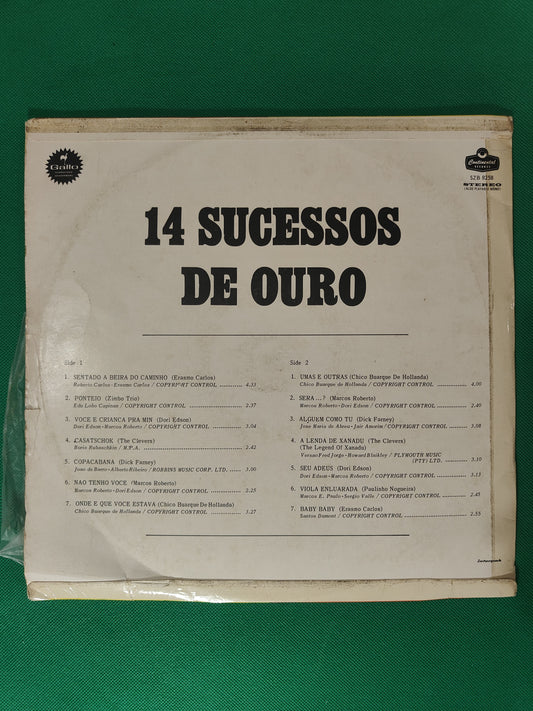 Gallo
Continental
RECORDS
SZB 8238
STEREO
(ALSO PLAYABLE MONO)
14 SUCESSOS
DE OURO
Side 1
1. SENTADO A BEIRA DO CAMINHO (Erasmo Carlos)
Roberto Carlos-Erasmo Carlos / COPYRIGHT CONTROL ............ 4.33
2. PONTEIO (Zimbo Trio)
Edu Lobo Capinan / COPYRIGHT CONTROL ............ 2.37
3. VOCE E CRIANCA PRA MIN (Dori Edson)
Dori Edson-Marcos Roberto / COPYRIGHT CONTROL ............ 3.04
4. CASATSCHOK (The Clevers)
Boris Rubaschkin / M.P.A. ............ 2.42
5. COPACABANA (Dick Farney)
Joao de Barro-Alberto Ribeiro / ROBBINS MUSIC CORP. LTD. ..... 3.00
6. NAO TENHO VOCE (Marcos Roberto)
Marcos Roberto-Dori Edson / COPYRIGHT CONTROL ............ 2.25
7. ONDE E QUE VOCE ESTAVA (Chico Buarque De Hollanda)
Chico Buarque de Hollanda / COPYRIGHT CONTROL ............ 3.27
Side 2
1. UMAS E OUTRAS (Chico Buarque De Hollanda)
Chico Buarque de Hollanda / COPYRIGHT CONTROL ............ 4.00
2. SERA ...? (Marcos Roberto)
Marcos Roberto-Dori Edson / COPYRIGHT CONTROL ............ 2.40
3. ALGUEM COMO TU (Dick Farney)
Jose Maria de Abreu-Jair Amorim / COPYRIGHT CONTROL ...... 3.08
4. A LENDA DE XANADU (The Clevers)
(The Legend Of Xanadu)
Versao Fred Jorge - Howard Blaikley / PLYMOUTH MUSIC
(PTY) LTD. ............ 3.10
5. SEU ADEUS (Dori Edson)
Dori Edson-Marcos Roberto / COPYRIGHT CONTROL ............ 3.13
6. VIOLA ENLUARADA (Paulinho Nogueira)
Marcos E. Paulo-Sergio Valle / COPYRIGHT CONTROL ............ 2.45
7. BABY BABY (Erasmo Carlos)
Santos Dumont / COPYRIGHT CONTROL ............ 2.55
Interpak